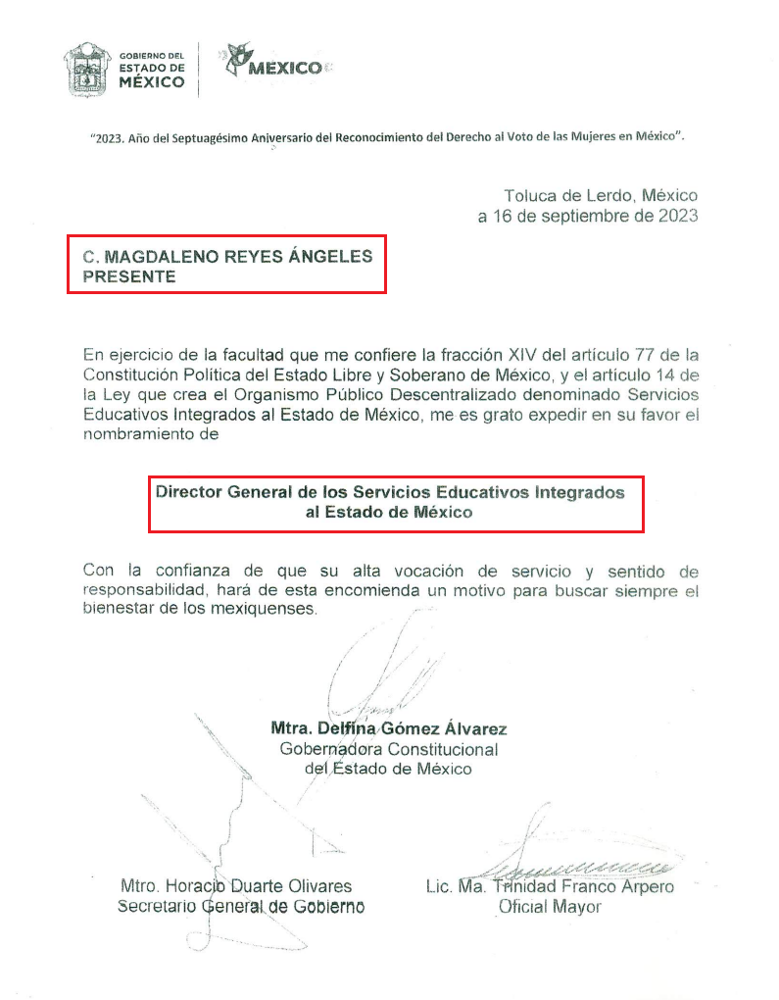 GOBIERNO DEL
ESTADO DE
MÉXICO
MÉXICO
“2023. Año del Septuagésimo Aniversario del Reconocimiento del Derecho al Voto de las Mujeres en México”.
Toluca de Lerdo, México
a 16 de septiembre de 2023
C. MAGDALENO REYES ÁNGELES
PRESENTE
En ejercicio de la facultad que me confiere la fracción XIV del artículo 77 de la
Constitución Política del Estado Libre y Soberano de México, y el artículo 14 de
la Ley que crea el Organismo Público Descentralizado denominado Servicios
Educativos Integrados al Estado de México, me es grato expedir en su favor el
nombramiento de
Director General de los Servicios Educativos Integrados
al Estado de México
Con la confianza de que su alta vocación de servicio y sentido de
responsabilidad, hará de esta encomienda un motivo para buscar siempre el
bienestar de los mexiquenses.
Mtra. Delfina Gómez Álvarez
Gobernadora Constitucional
del Estado de México
Mtro. Horacio Duarte Olivares
Secretario General de Gobierno
Lic. Ma. Trinidad Franco Arpero
Oficial Mayor